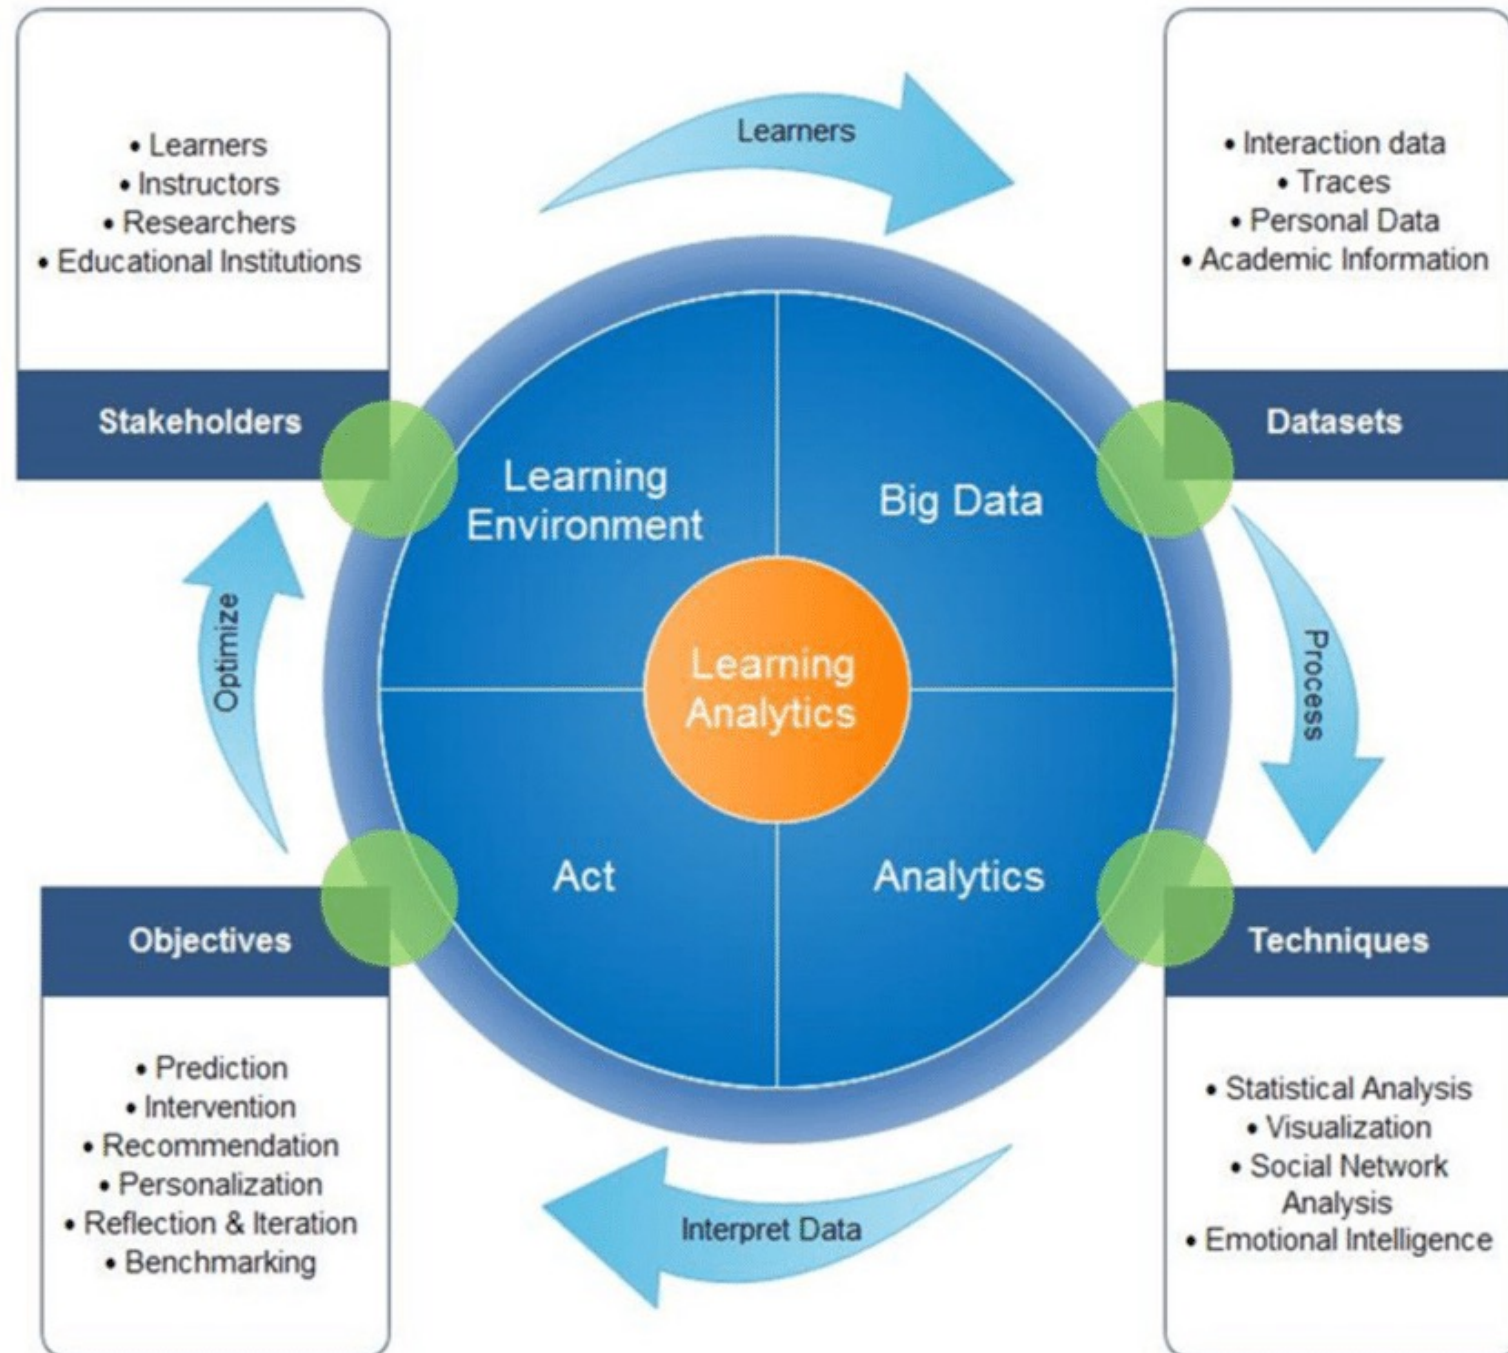 • Learners
• Instructors
• Researchers
• Educational Institutions
Stakeholders
Learners
• Interaction data
• Traces
• Personal Data
• Academic Information
Datasets
Learning
Environment
Big Data
Learning
Analytics
Optimize
Process
Act
Analytics
Objectives
• Prediction
• Intervention
• Recommendation
• Personalization
• Reflection & Iteration
• Benchmarking
Interpret Data
Techniques
• Statistical Analysis
• Visualization
• Social Network
Analysis
• Emotional Intelligence